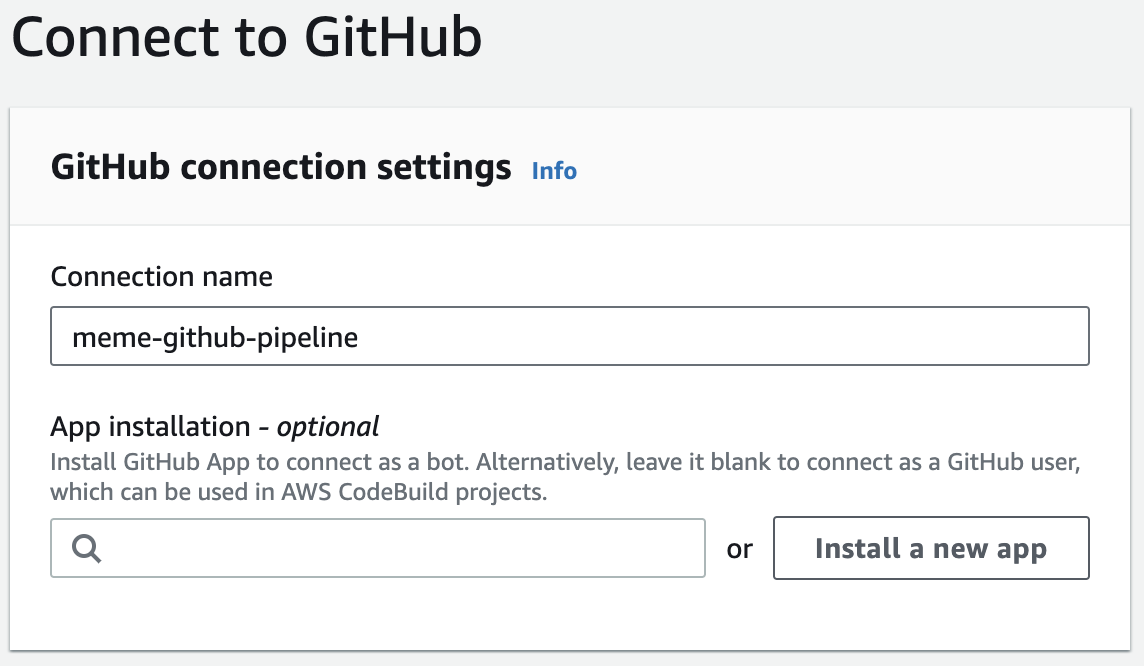 Connect to GitHub
GitHub connection settings Info
Connection name
meme-github-pipeline
App installation - optional
Install GitHub App to connect as a bot. Alternatively, leave it blank to connect as a GitHub user,
which can be used in AWS CodeBuild projects.
or Install a new app